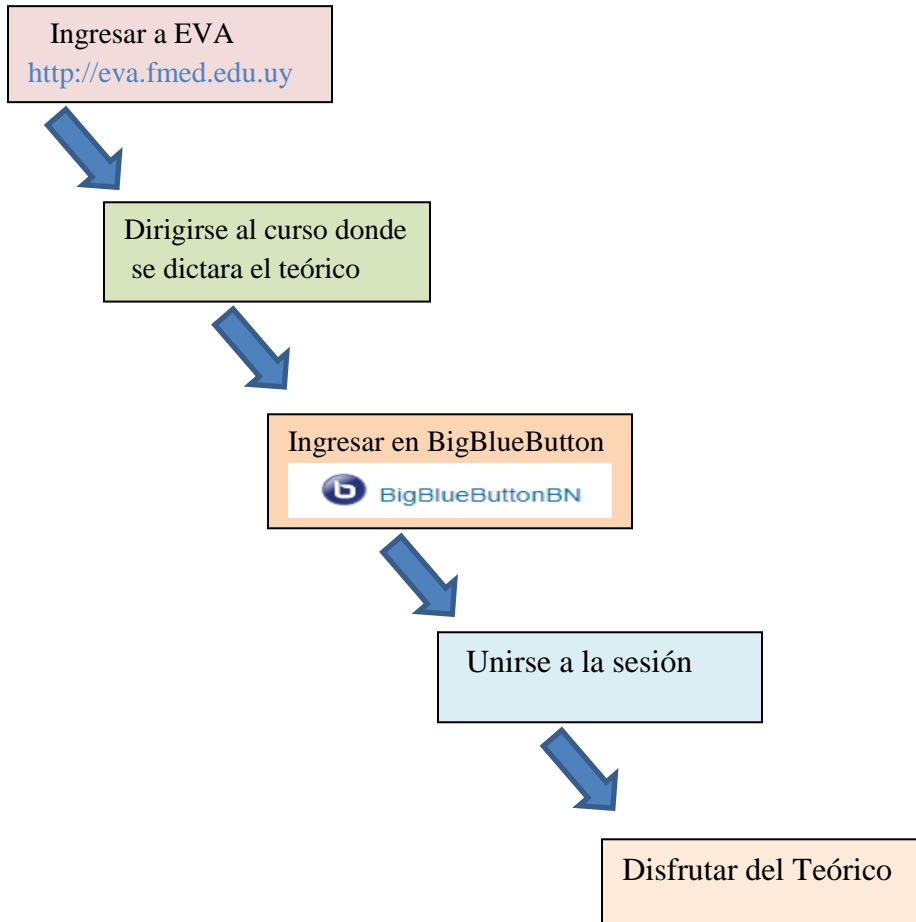 Ingresar a EVA
http://eva.fmed.edu.uy
Dirigirse al curso donde
se dictara el teórico
Ingresar en BigBlueButton
b BigBlueButtonBN
Unirse a la sesión
Disfrutar del Teórico